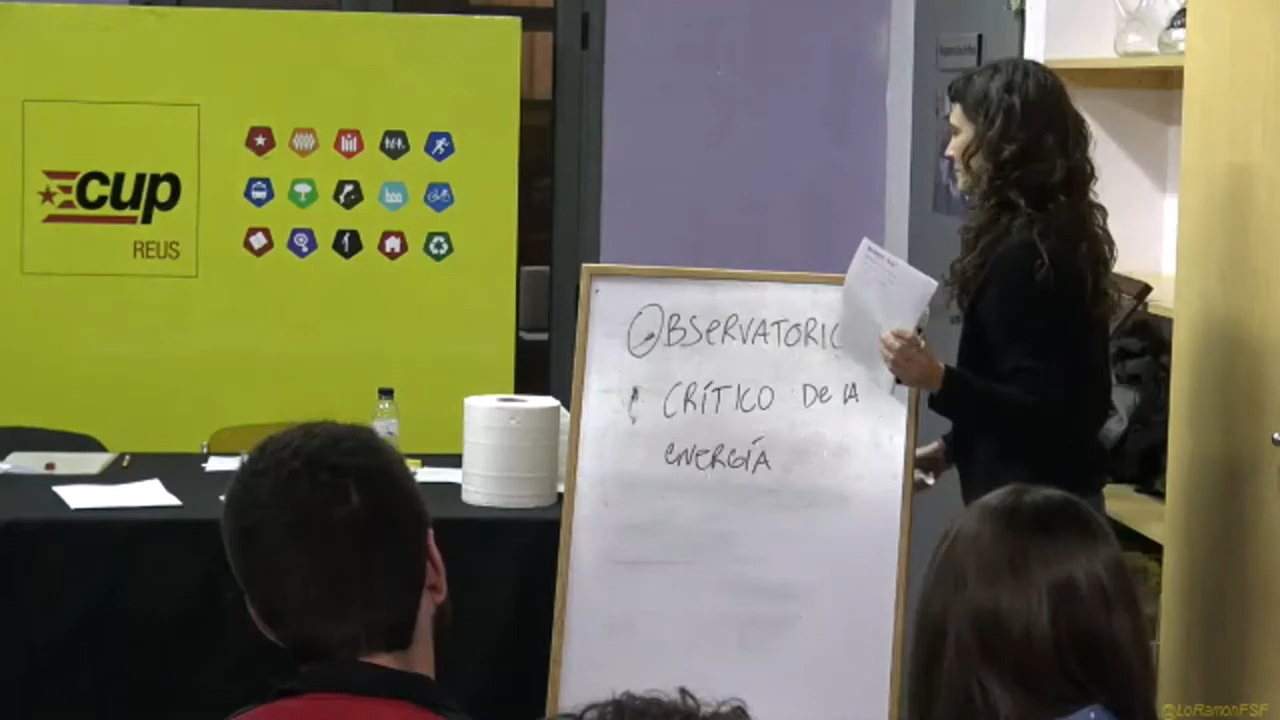 cup
REUS
OBSERVATORIO
CRÍTICO DE LA
ENERGÍA
@LoRamonFSF